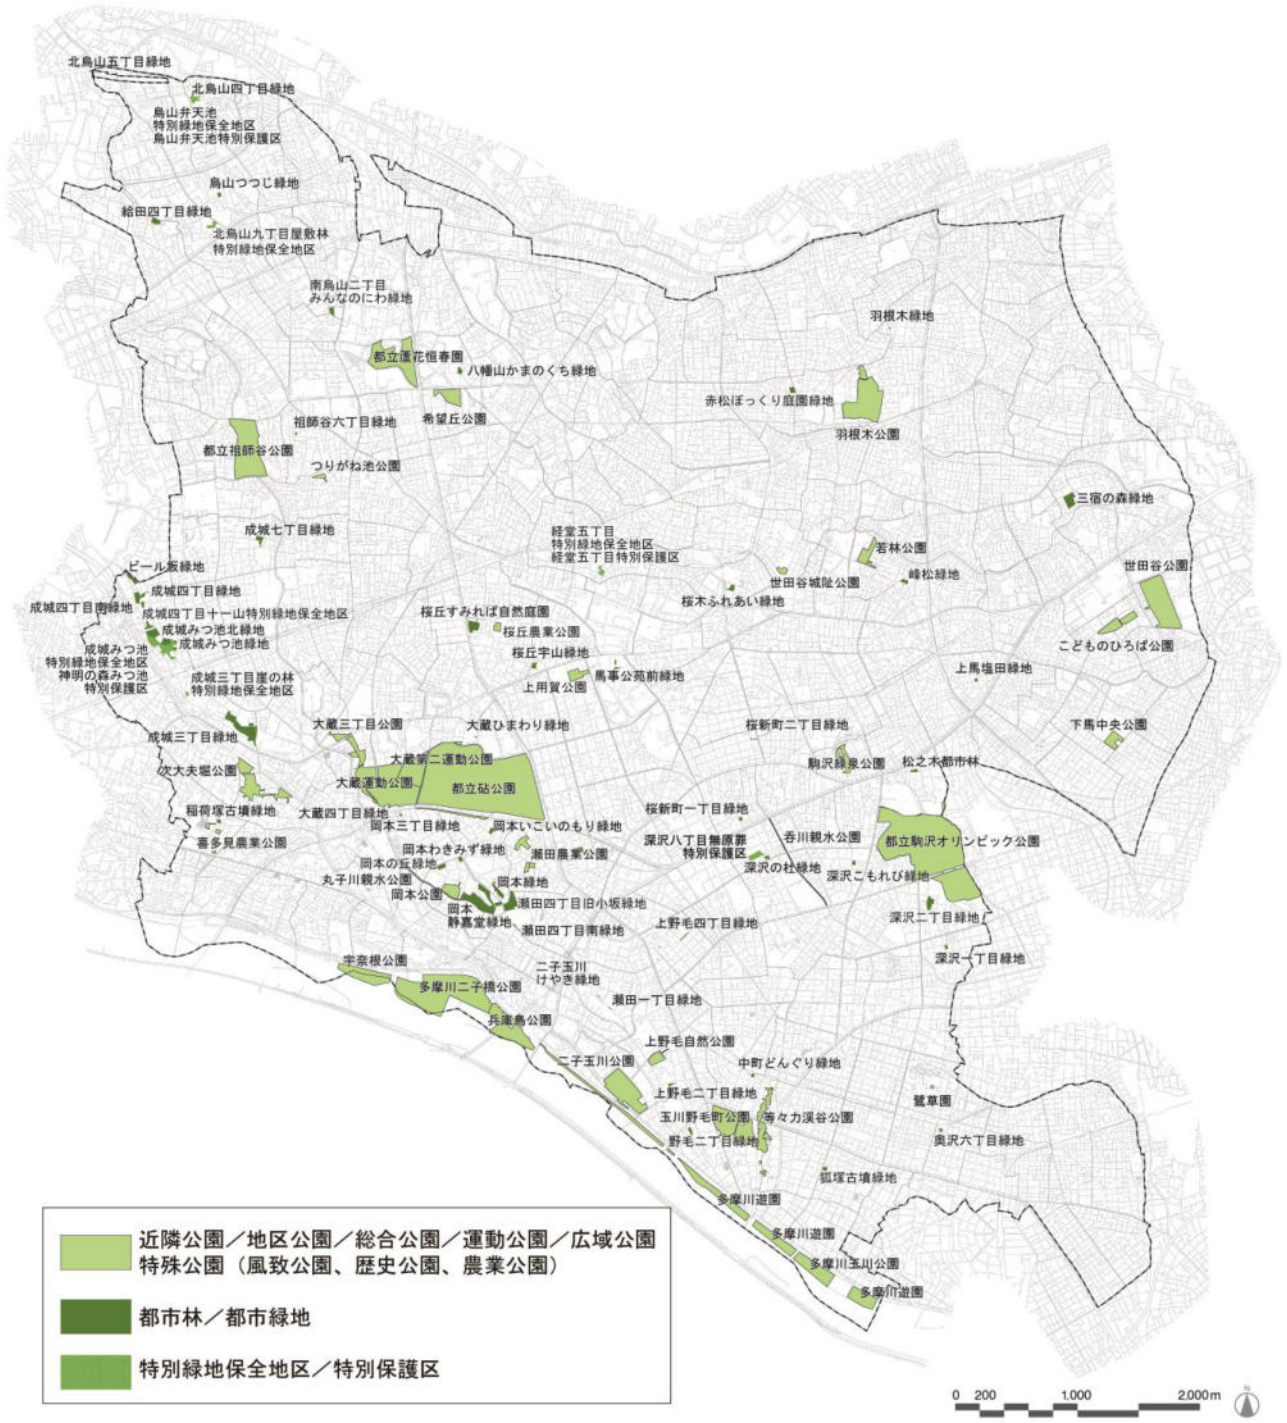 北烏山五丁目緑地
北烏山四丁目緑地
烏山弁天池
特別緑地保全地区
烏山弁天池特別保護区
烏山つつじ緑地
給田四丁目緑地
北烏山九丁目屋敷林
特別緑地保全地区
南烏山二丁目
みんなのにわ緑地
羽根木緑地
都立蘆花恒春園
八幡山かまのくち緑地
赤松ぼっくり庭園緑地
希望丘公園
祖師谷六丁目緑地
羽根木公園
都立祖師谷公園
つりがね池公園
三宿の森緑地
成城七丁目緑地
経堂五丁目
特別緑地保全地区
経堂五丁目特別保護区
若林公園
ビール坂緑地
世田谷公園
峰松緑地
世田谷城阯公園
成城四丁目緑地
桜木ふれあい緑地
成城四丁目南緑地
成城四丁目十一山特別緑地保全地区
桜丘すみれば自然庭園
成城みつ池北緑地
桜丘農業公園
成城みつ池緑地
こどものひろば公園
成城みつ池
特別緑地保全地区
神明の森みつ池
特別保護区
桜丘宇山緑地
上馬塩田緑地
馬事公苑前緑地
成城三丁目崖の林
特別緑地保全地区
上用賀公園
大蔵三丁目公園
大蔵ひまわり緑地
桜新町二丁目緑地
下馬中央公園
成城三丁目緑地
大蔵第二運動公園
駒沢緑泉公園
松之木都市林
次大夫堀公園
大蔵運動公園
都立砧公園
稲荷塚古墳緑地
大蔵四丁目緑地
桜新町一丁目緑地
岡本三丁目緑地
岡本いこいのもり緑地
呑川親水公園
喜多見農業公園
深沢八丁目無原罪
特別保護区
都立駒沢オリンピック公園
岡本わきみず緑地
瀬田農業公園
岡本の丘緑地
深沢の杜緑地
丸子川親水公園
深沢こもれび緑地
岡本緑地
岡本公園
岡本
静嘉堂緑地
瀬田四丁目旧小坂緑地
深沢二丁目緑地
瀬田四丁目南緑地
上野毛四丁目緑地
宇奈根公園
深沢一丁目緑地
二子玉川
けやき緑地
多摩川二子橋公園
瀬田一丁目緑地
兵庫島公園
上野毛自然公園
二子玉川公園
中町どんぐり緑地
上野毛二丁目緑地
鷺草園
玉川野毛町公園
等々力渓谷公園
野毛二丁目緑地
奥沢六丁目緑地
狐塚古墳緑地
多摩川遊園
多摩川遊園
多摩川玉川公園
多摩川遊園
近隣公園／地区公園／総合公園／運動公園／広域公園
特殊公園（風致公園、歴史公園、農業公園）
都市林／都市緑地
特別緑地保全地区／特別保護区
0 200 1,000 2,000m
N